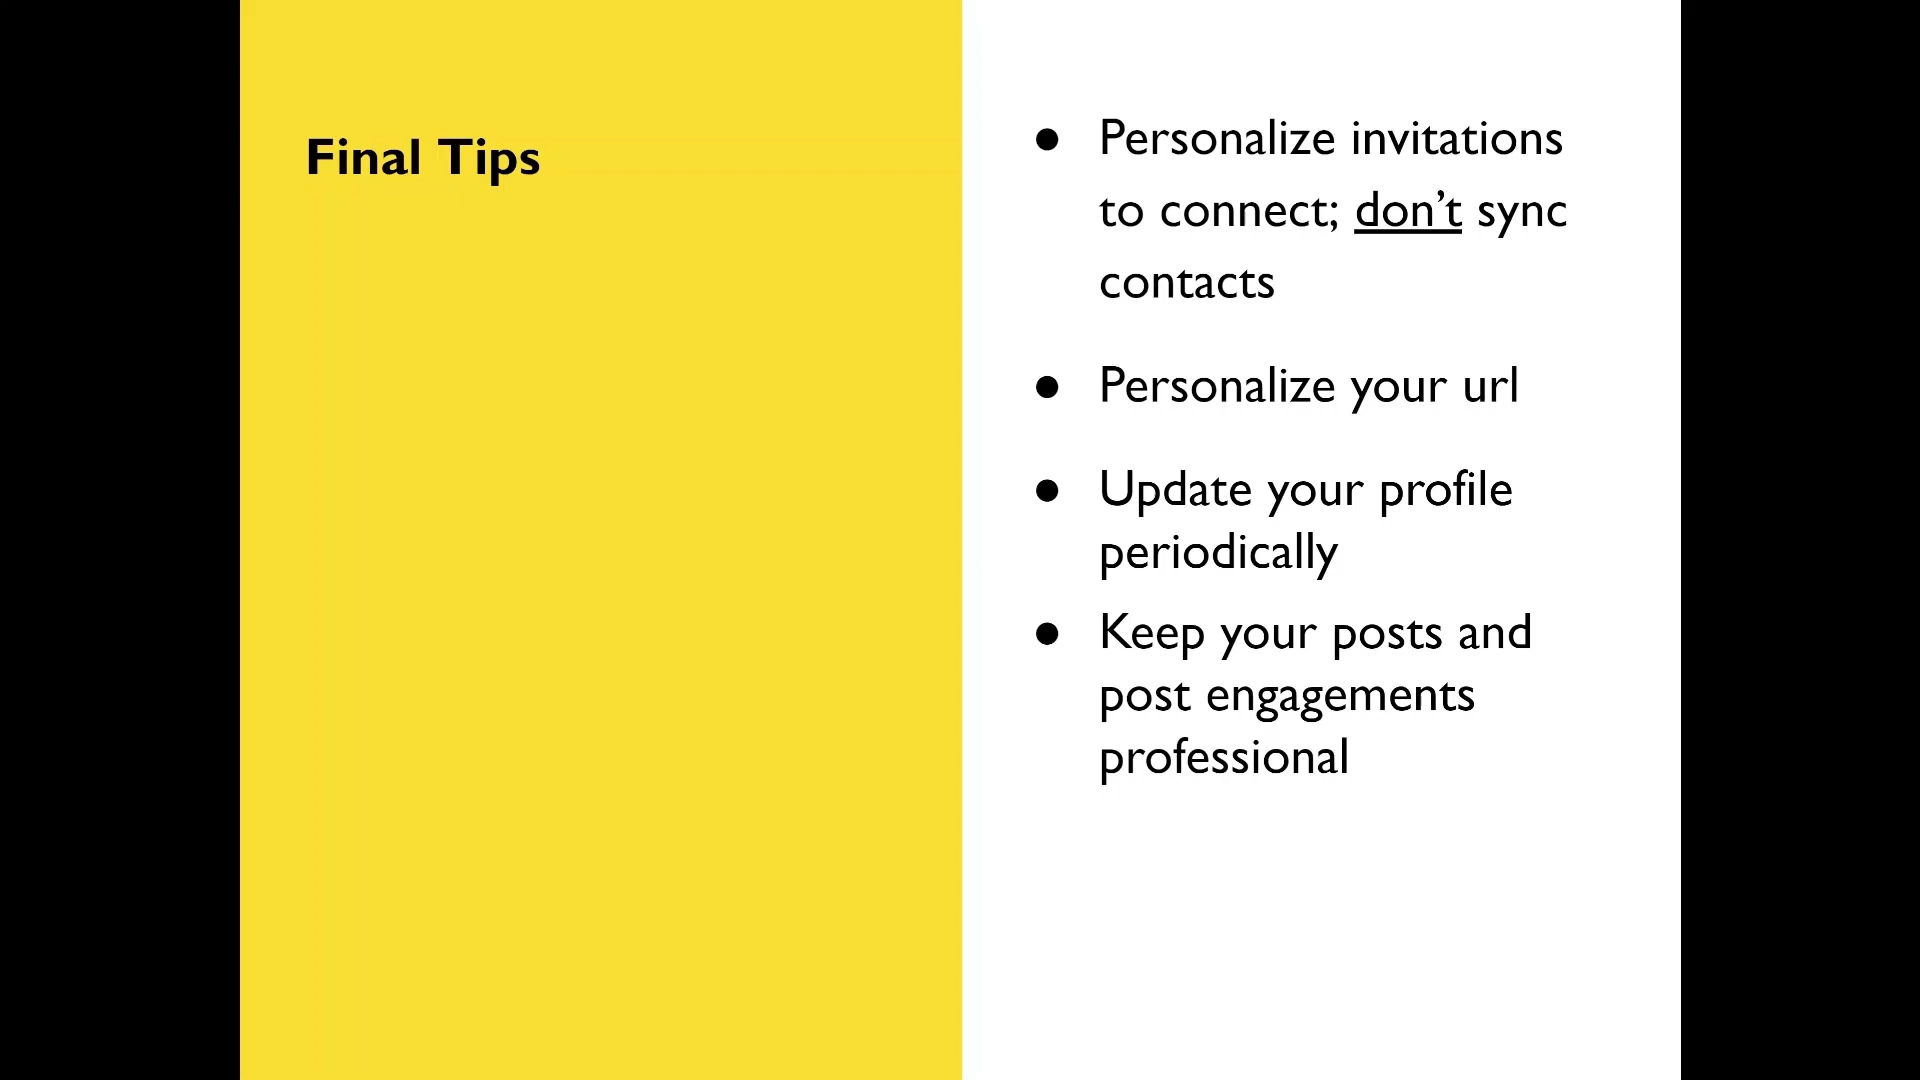 Final Tips
● Personalize invitations
to connect; don’t sync
contacts
● Personalize your url
● Update your profile
periodically
● Keep your posts and
post engagements
professional